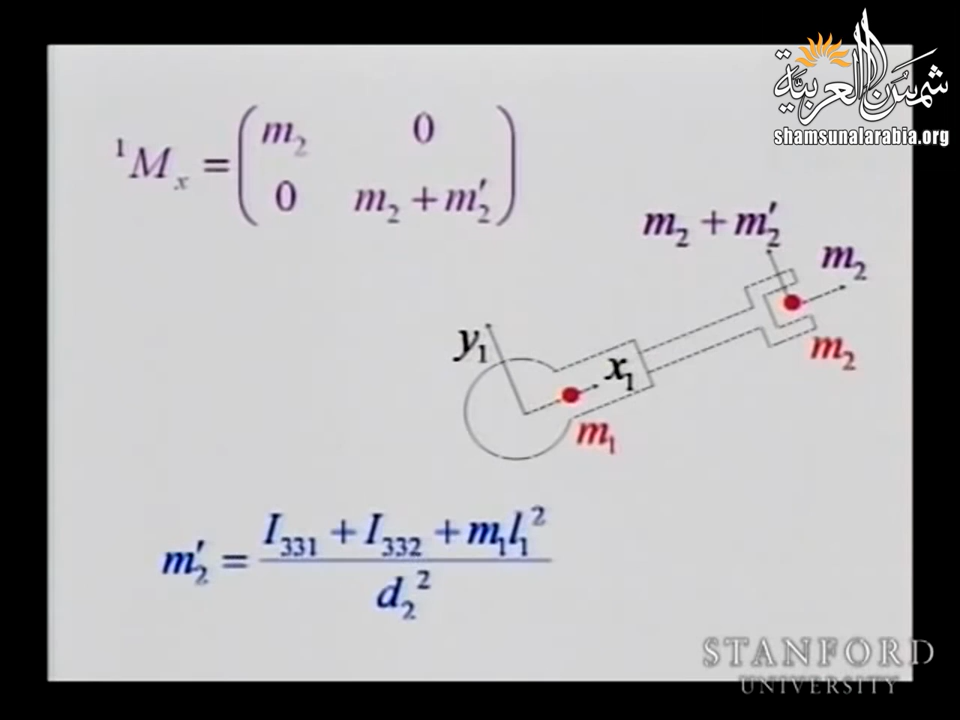 شمس العربية
shamsunalarabia.org
¹Mₓ = ( m₂ 0
0 m₂ + m′₂ )
m₂ + m′₂
m₂
y₁
x₁
m₂
m₁
m′₂ = (I₃₃₁ + I₃₃₂ + m₁l₁²) / d₂²
STANFORD
UNIVERSITY